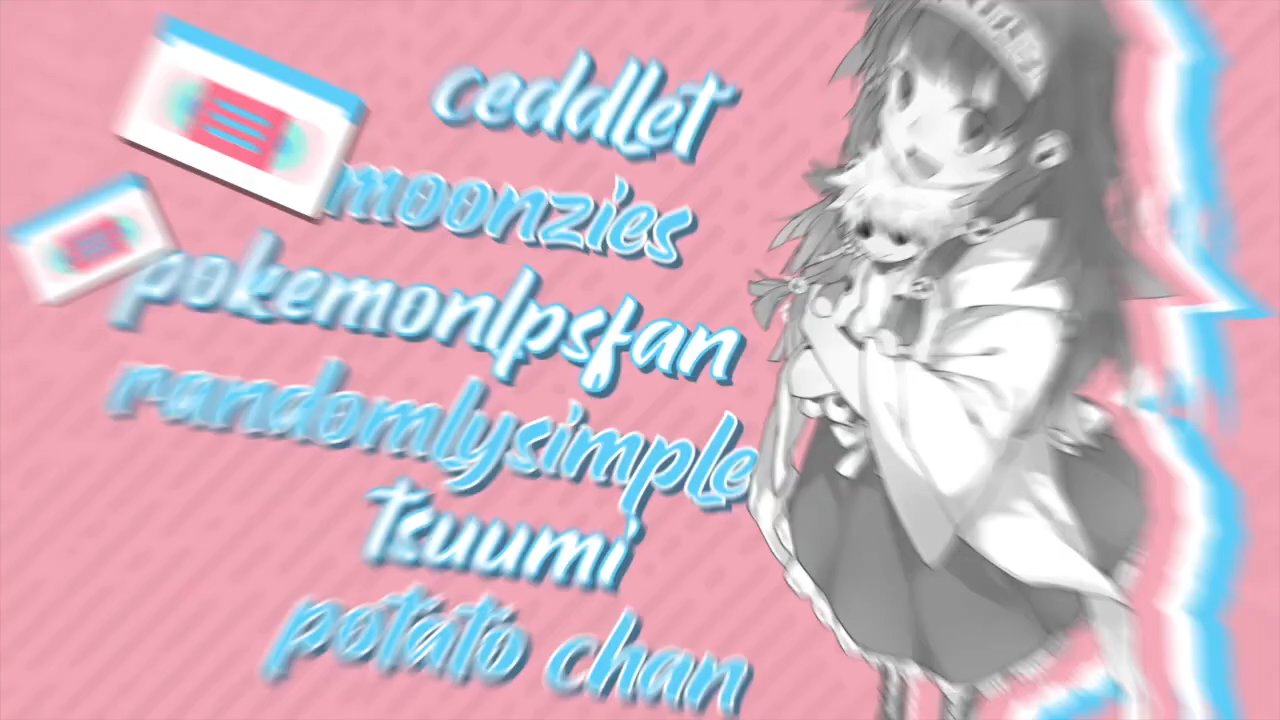 ceddlet
moonzies
pokemonlpsfan
randomlysimple
tsuumi
potato chan